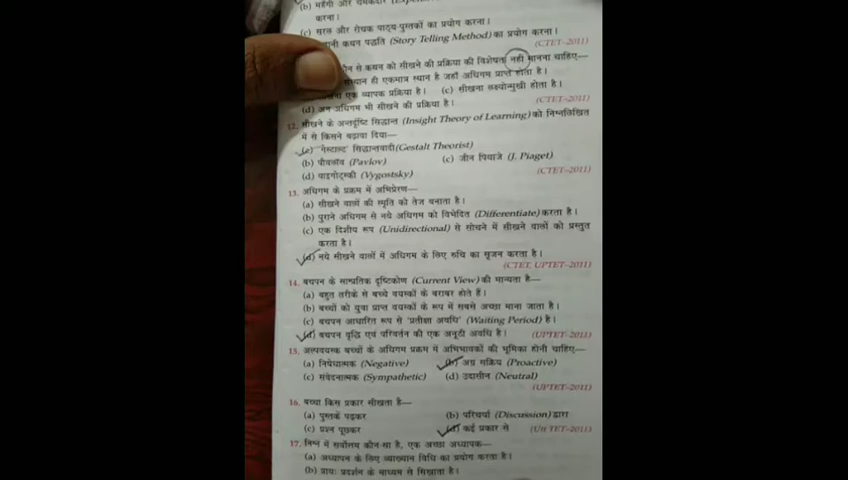 (b) महँगी और चमकदार
करना।
(c) सरल और रोचक पाठ्य-पुस्तकों का प्रयोग करना।
कथन पद्धति (Story Telling Method) का प्रयोग करना।
(CTET–2011)
कौन से कथन को सीखने की प्रक्रिया की विशेषता नहीं मानना चाहिए—
संस्थान ही एकमात्र स्थान है जहाँ अधिगम प्राप्त होता है।
एक व्यापक प्रक्रिया है। (c) सीखना लक्ष्योन्मुखी होता है।
(d) अन अधिगम भी सीखने की प्रक्रिया है।
(CTET–2011)
12. सीखने के अन्तर्दृष्टि सिद्धान्त (Insight Theory of Learning) को निम्नलिखित
में से किसने बढ़ावा दिया—
'गेस्टाल्ट' सिद्धान्तवादी (Gestalt Theorist)
(b) पैवलॉव (Pavlov) (c) जीन पियाजे (J. Piaget)
(d) वाइगोट्स्की (Vygostsky) (CTET–2011)
13. अधिगम के प्रक्रम में अभिप्रेरण—
(a) सीखने वालों की स्मृति को तेज बनाता है।
(b) पुराने अधिगम से नये अधिगम को विभेदित (Differentiate) करता है।
(c) एक दिशीय रूप (Unidirectional) से सोचने में सीखने वालों को प्रस्तुत
करता है।
(d) नये सीखने वालों में अधिगम के लिए रुचि का सृजन करता है।
(CTET, UPTET–2011)
14. बचपन के साम्प्रतिक दृष्टिकोण (Current View) की मान्यता है—
(a) बहुत तरीके से बच्चे वयस्कों के बराबर होते हैं।
(b) बच्चों को युवा प्राप्त वयस्कों के रूप में सबसे अच्छा माना जाता है।
(c) बचपन आधारित रूप से 'प्रतीक्षा अवधि' (Waiting Period) है।
(d) बचपन वृद्धि एवं परिवर्तन की एक अनूठी अवधि है। (UPTET–2011)
15. अल्पवयस्क बच्चों के अधिगम प्रक्रम में अभिभावकों की भूमिका होनी चाहिए—
(a) निषेधात्मक (Negative) (b) अग्र सक्रिय (Proactive)
(c) संवेदनात्मक (Sympathetic) (d) उदासीन (Neutral)
(UPTET–2011)
16. बच्चा किस प्रकार सीखता है—
(a) पुस्तकें पढ़कर (b) परिचर्चा (Discussion) द्वारा
(c) प्रश्न पूछकर (d) कई प्रकार से (Utt TET–2011)
17. निम्न में सर्वोत्तम कौन-सा है, एक अच्छा अध्यापक—
(a) अध्यापन के लिए व्याख्यान विधि का प्रयोग करता है।
(b) प्रायः प्रदर्शन के माध्यम से सिखाता है।